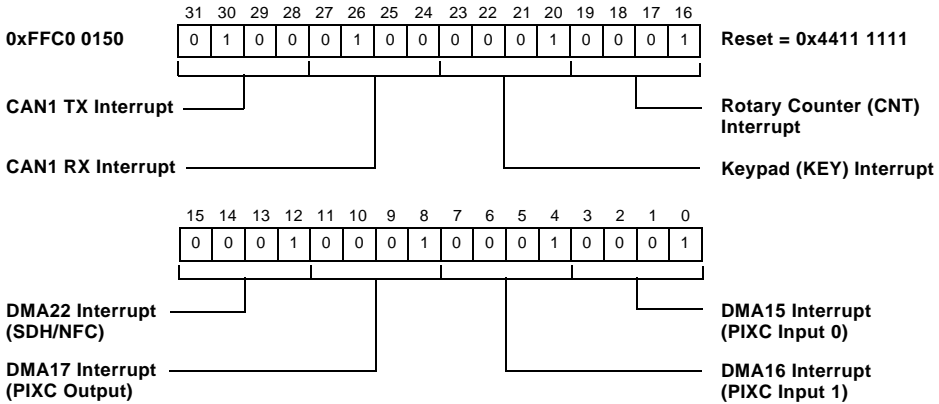 31 30 29 28 27 26 25 24 23 22 21 20 19 18 17 16
0xFFC0 0150 0 1 0 0 0 1 0 0 0 0 0 1 0 0 0 1 Reset = 0x4411 1111
CAN1 TX Interrupt
Rotary Counter (CNT)
Interrupt
CAN1 RX Interrupt
Keypad (KEY) Interrupt
15 14 13 12 11 10 9 8 7 6 5 4 3 2 1 0
0 0 0 1 0 0 0 1 0 0 0 1 0 0 0 1
DMA22 Interrupt
(SDH/NFC)
DMA15 Interrupt
(PIXC Input 0)
DMA17 Interrupt
(PIXC Output)
DMA16 Interrupt
(PIXC Input 1)